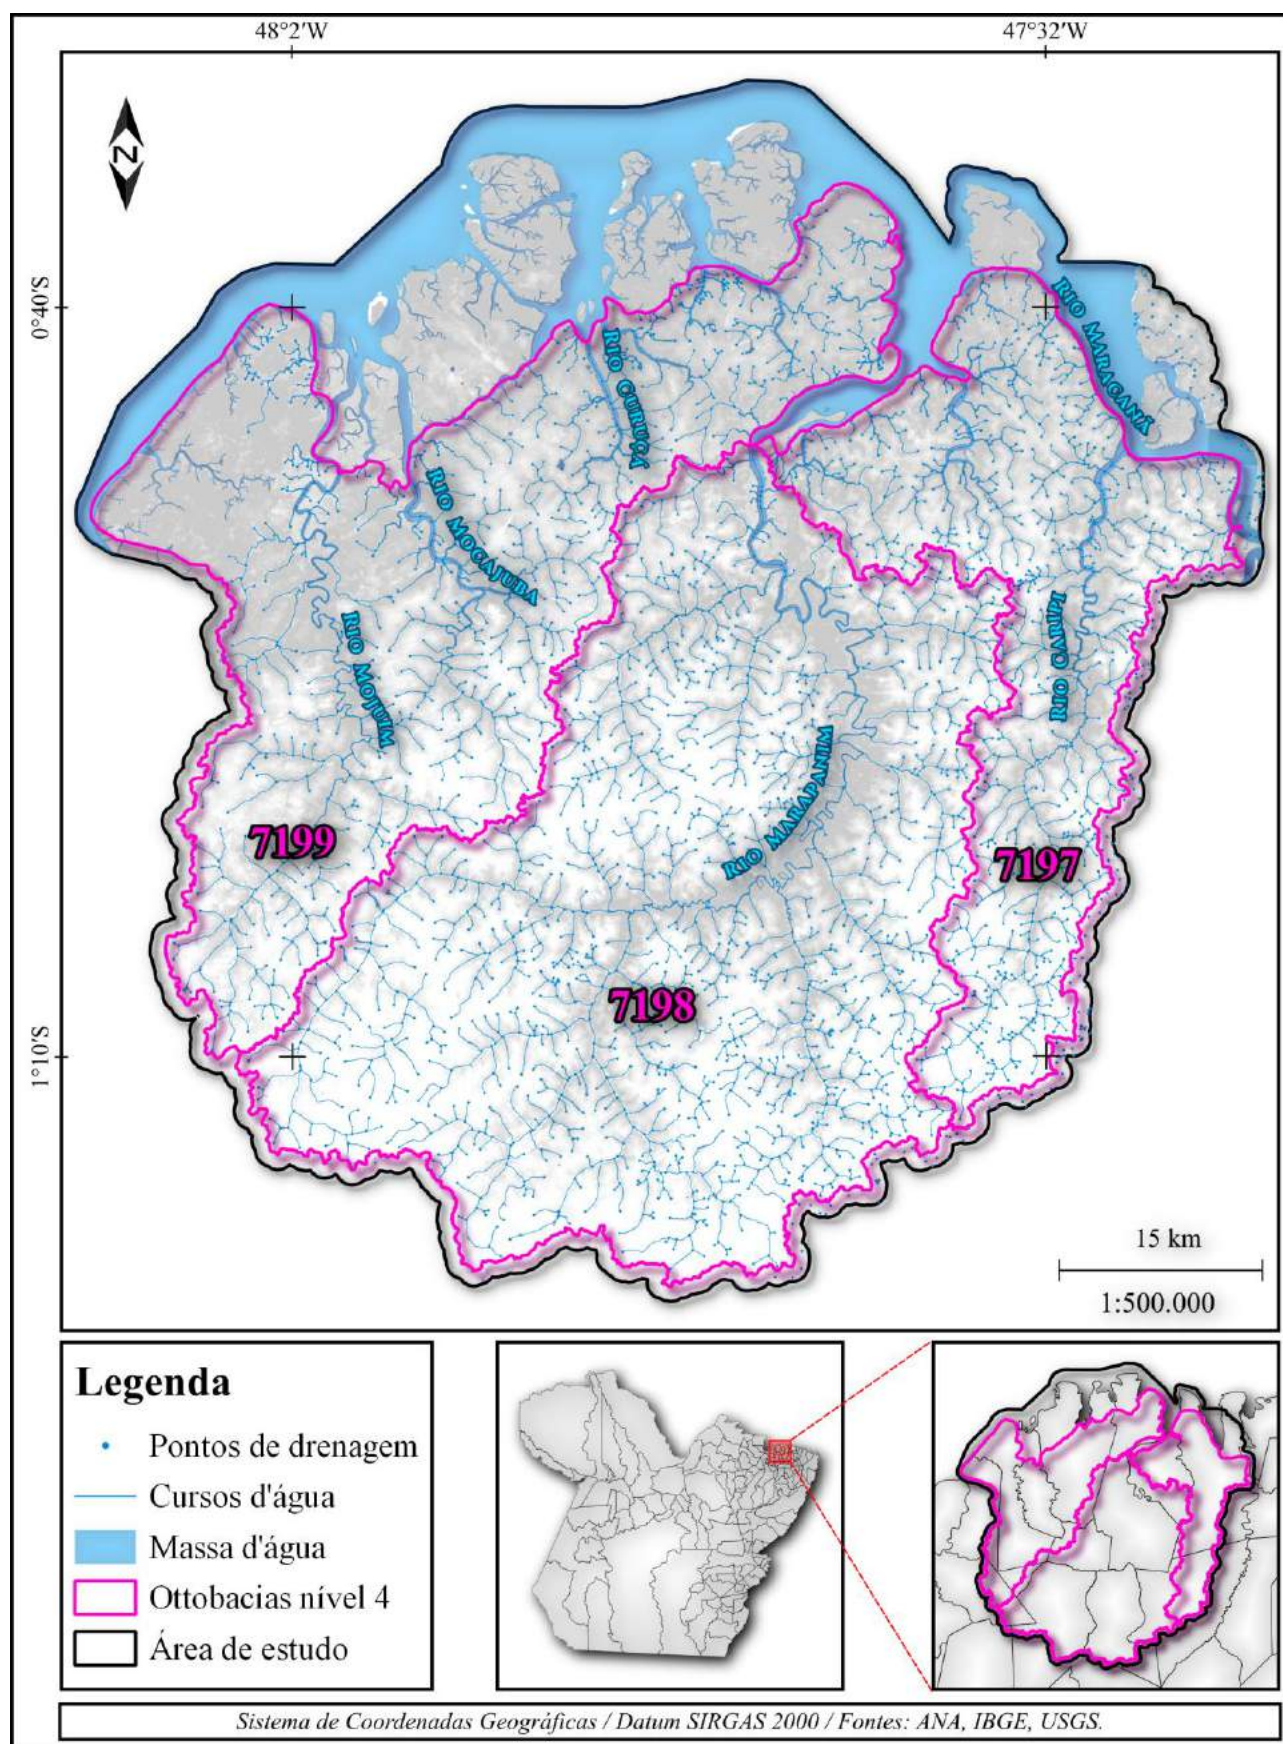 48°2'W
47°32'W
N
0°40'S
RIO MARACANÃ
RIO CURUÇA
RIO MOCAJUBA
RIO MOJUIM
RIO CARIPI
RIO MARAPANIM
7199
7197
7198
1°10'S
15 km
1:500.000
Legenda
Pontos de drenagem
Cursos d'água
Massa d'água
Ottobacias nível 4
Área de estudo
Sistema de Coordenadas Geográficas / Datum SIRGAS 2000 / Fontes: ANA, IBGE, USGS.